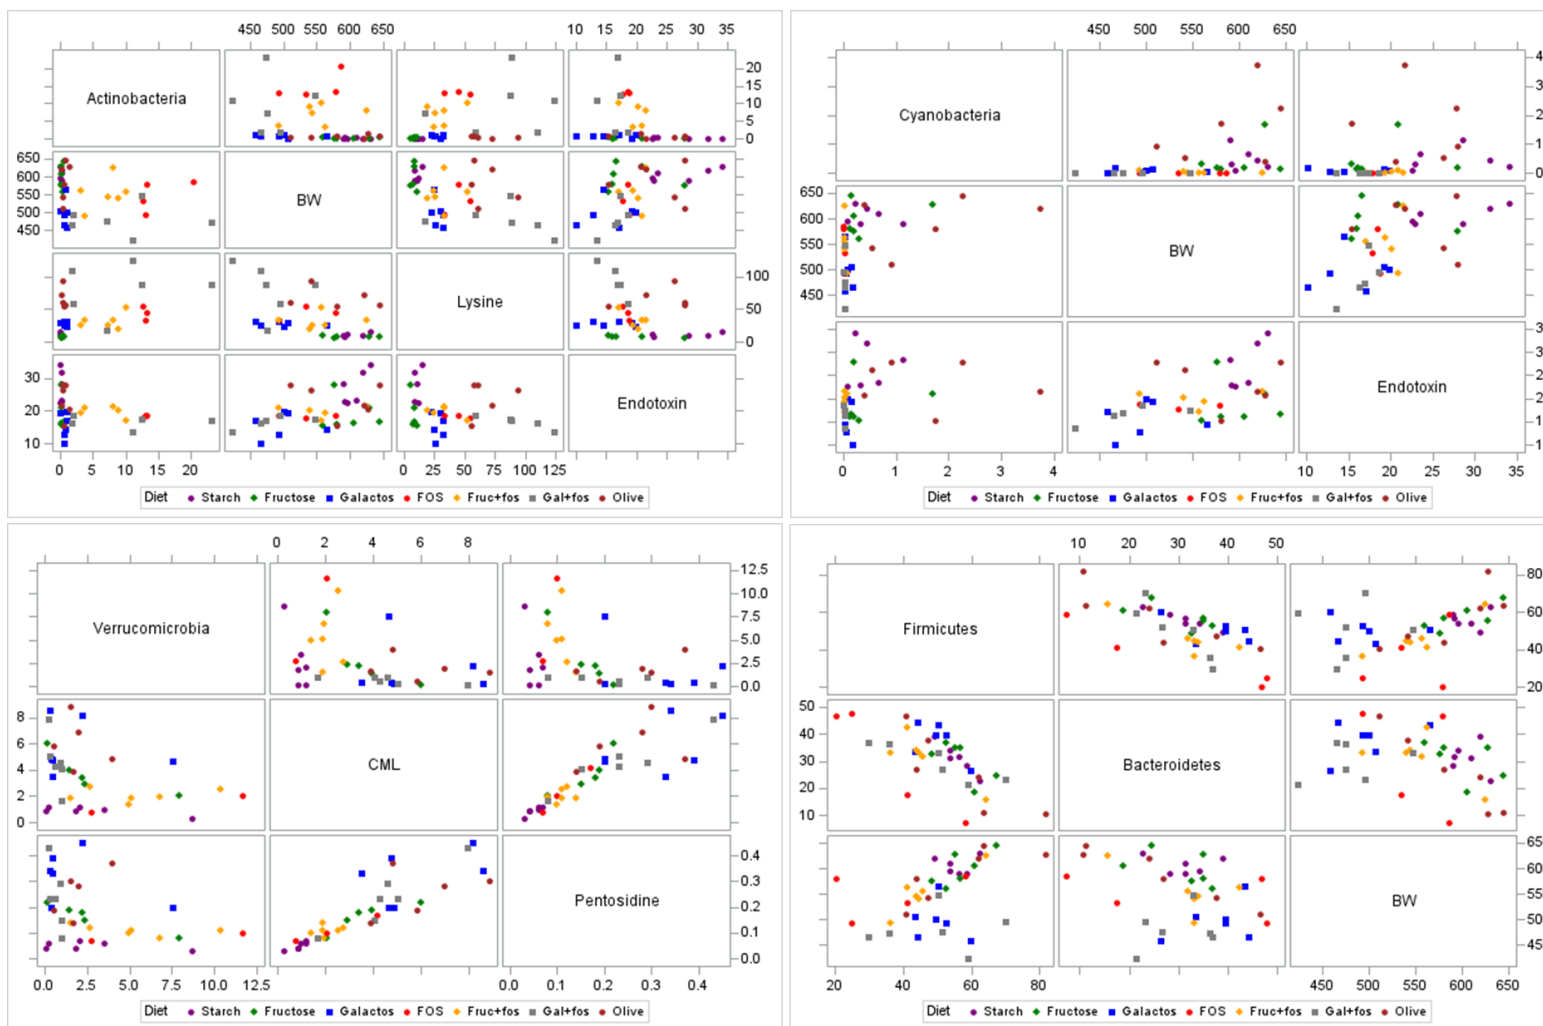 450 500 550 600 650 10 15 20 25 30 35
Actinobacteria
20
15
10
5
0
650
600
550
500
450
BW
Lysine
100
50
0
30
20
10
Endotoxin
0 5 10 15 20 0 25 50 75 100 125
Diet Starch Fructose Galactos FOS Fruc+fos Gal+fos Olive
450 500 550 600 650
Cyanobacteria
4
3
2
1
0
650
600
550
500
450
BW
Endotoxin
3
3
2
2
1
1
0 1 2 3 4 10 15 20 25 30 35
Diet Starch Fructose Galactos FOS Fruc+fos Gal+fos Olive
0 2 4 6 8
Verrucomicrobia
12.5
10.0
7.5
5.0
2.5
0.0
8
6
4
2
0
CML
Pentosidine
0.4
0.3
0.2
0.1
0.0
0.0 2.5 5.0 7.5 10.0 12.5 0.0 0.1 0.2 0.3 0.4
Diet Starch Fructose Galactos FOS Fruc+fos Gal+fos Olive
10 20 30 40 50
Firmicutes
80
60
40
20
50
40
30
20
10
Bacteroidetes
BW
65
60
55
50
45
20 40 60 80 450 500 550 600 650
Diet Starch Fructose Galactos FOS Fruc+fos Gal+fos Olive